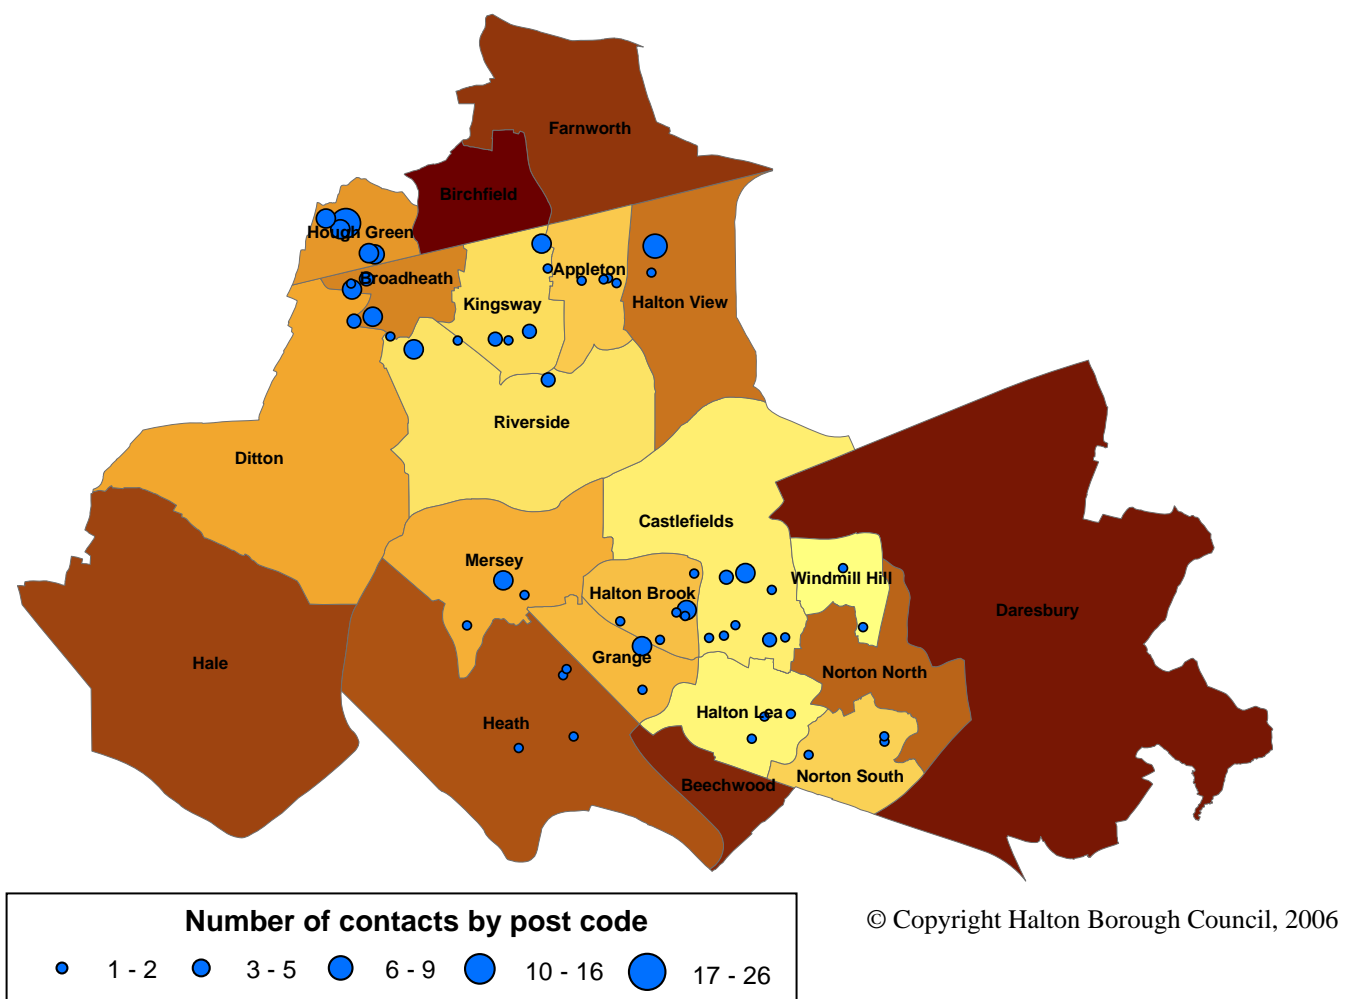 Farnworth
Birchfield
Hough Green
Broadheath
Appleton
Kingsway
Halton View
Riverside
Ditton
Castlefields
Mersey
Windmill Hill
Halton Brook
Daresbury
Hale
Grange
Norton North
Heath
Halton Lea
Norton South
Beechwood
Number of contacts by post code
1 - 2 3 - 5 6 - 9 10 - 16 17 - 26
© Copyright Halton Borough Council, 2006